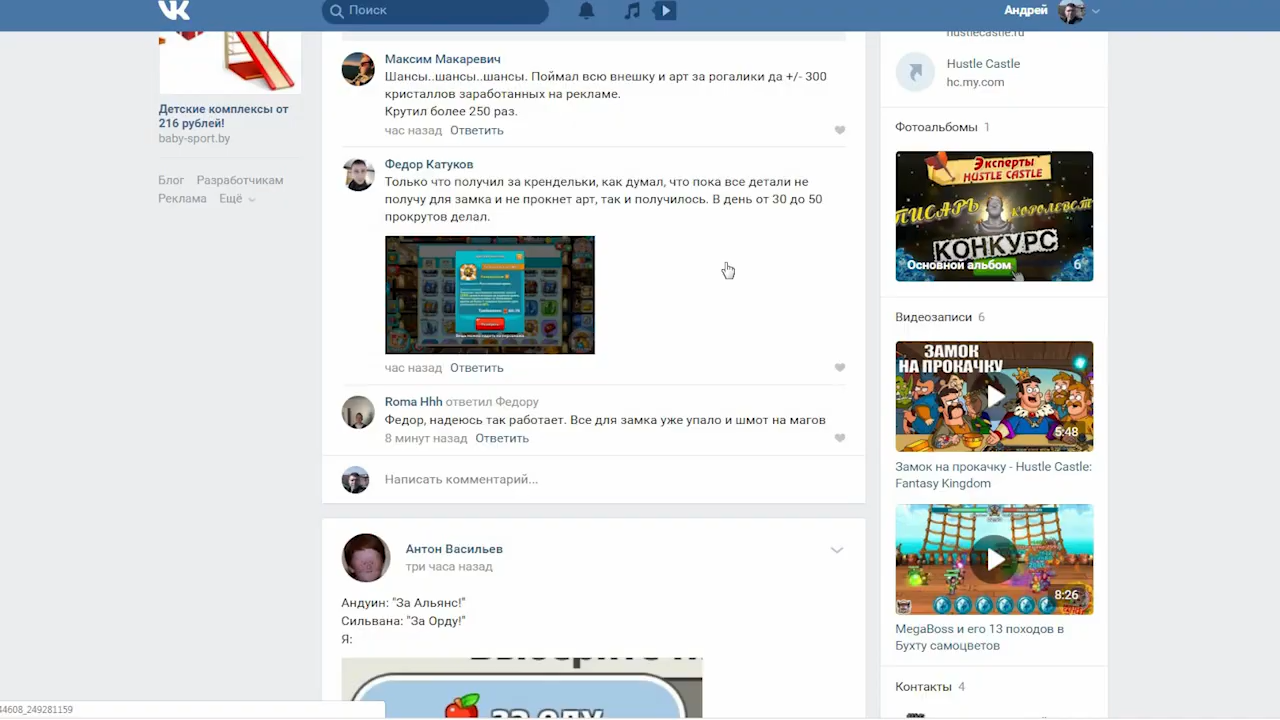 Поиск
Андрей
Детские комплексы от
216 рублей!
baby-sport.by
Блог Разработчикам
Реклама Ещё
Максим Макаревич
Шансы..шансы..шансы. Поймал всю внешку и арт за рогалики да +/- 300
кристаллов заработанных на рекламе.
Крутил более 250 раз.
час назад Ответить
Федор Катуков
Только что получил за крендельки, как думал, что пока все детали не
получу для замка и не прокнет арт, так и получилось. В день от 30 до 50
прокрутов делал.
час назад Ответить
Roma Hhh ответил Федору
Федор, надеюсь так работает. Все для замка уже упало и шмот на магов
8 минут назад Ответить
Написать комментарий...
Антон Васильев
три часа назад
Андуин: "За Альянс!"
Сильвана: "За Орду!"
Я:
44608_249281159
hustlecastle.ru
Hustle Castle
hc.my.com
Фотоальбомы 1
Эксперты
HUSTLE CASTLE
ПИСАРЬ КОРОЛЕВСТ
КОНКУРС
Основной альбом 6
Видеозаписи 6
ЗАМОК
НА ПРОКАЧКУ
5:48
Замок на прокачку - Hustle Castle:
Fantasy Kingdom
8:26
MegaBoss и его 13 походов в
Бухту самоцветов
Контакты 4